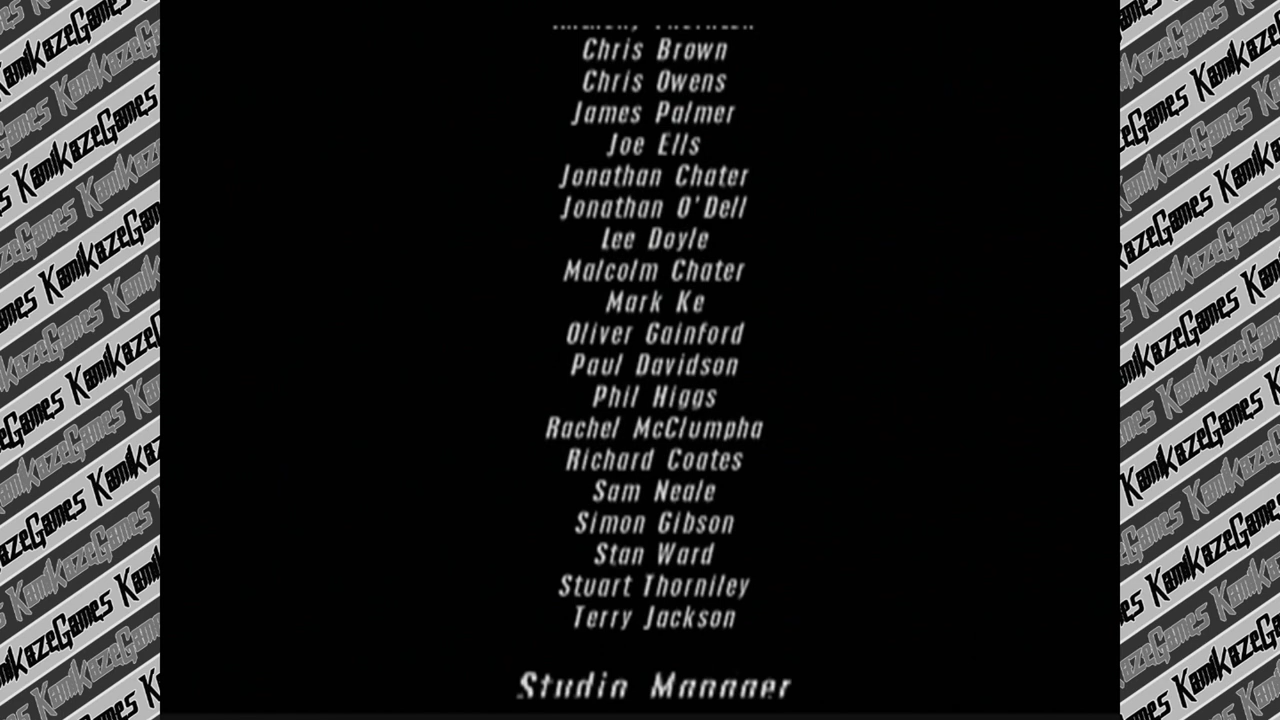 Chris Brown
Chris Owens
James Palmer
Joe Ells
Jonathan Chater
Jonathan O'Dell
Lee Doyle
Malcolm Chater
Mark Ke
Oliver Gainford
Paul Davidson
Phil Higgs
Rachel McClumpha
Richard Coates
Sam Neale
Simon Gibson
Stan Ward
Stuart Thorniley
Terry Jackson
Studio Manager
KamikazeGames